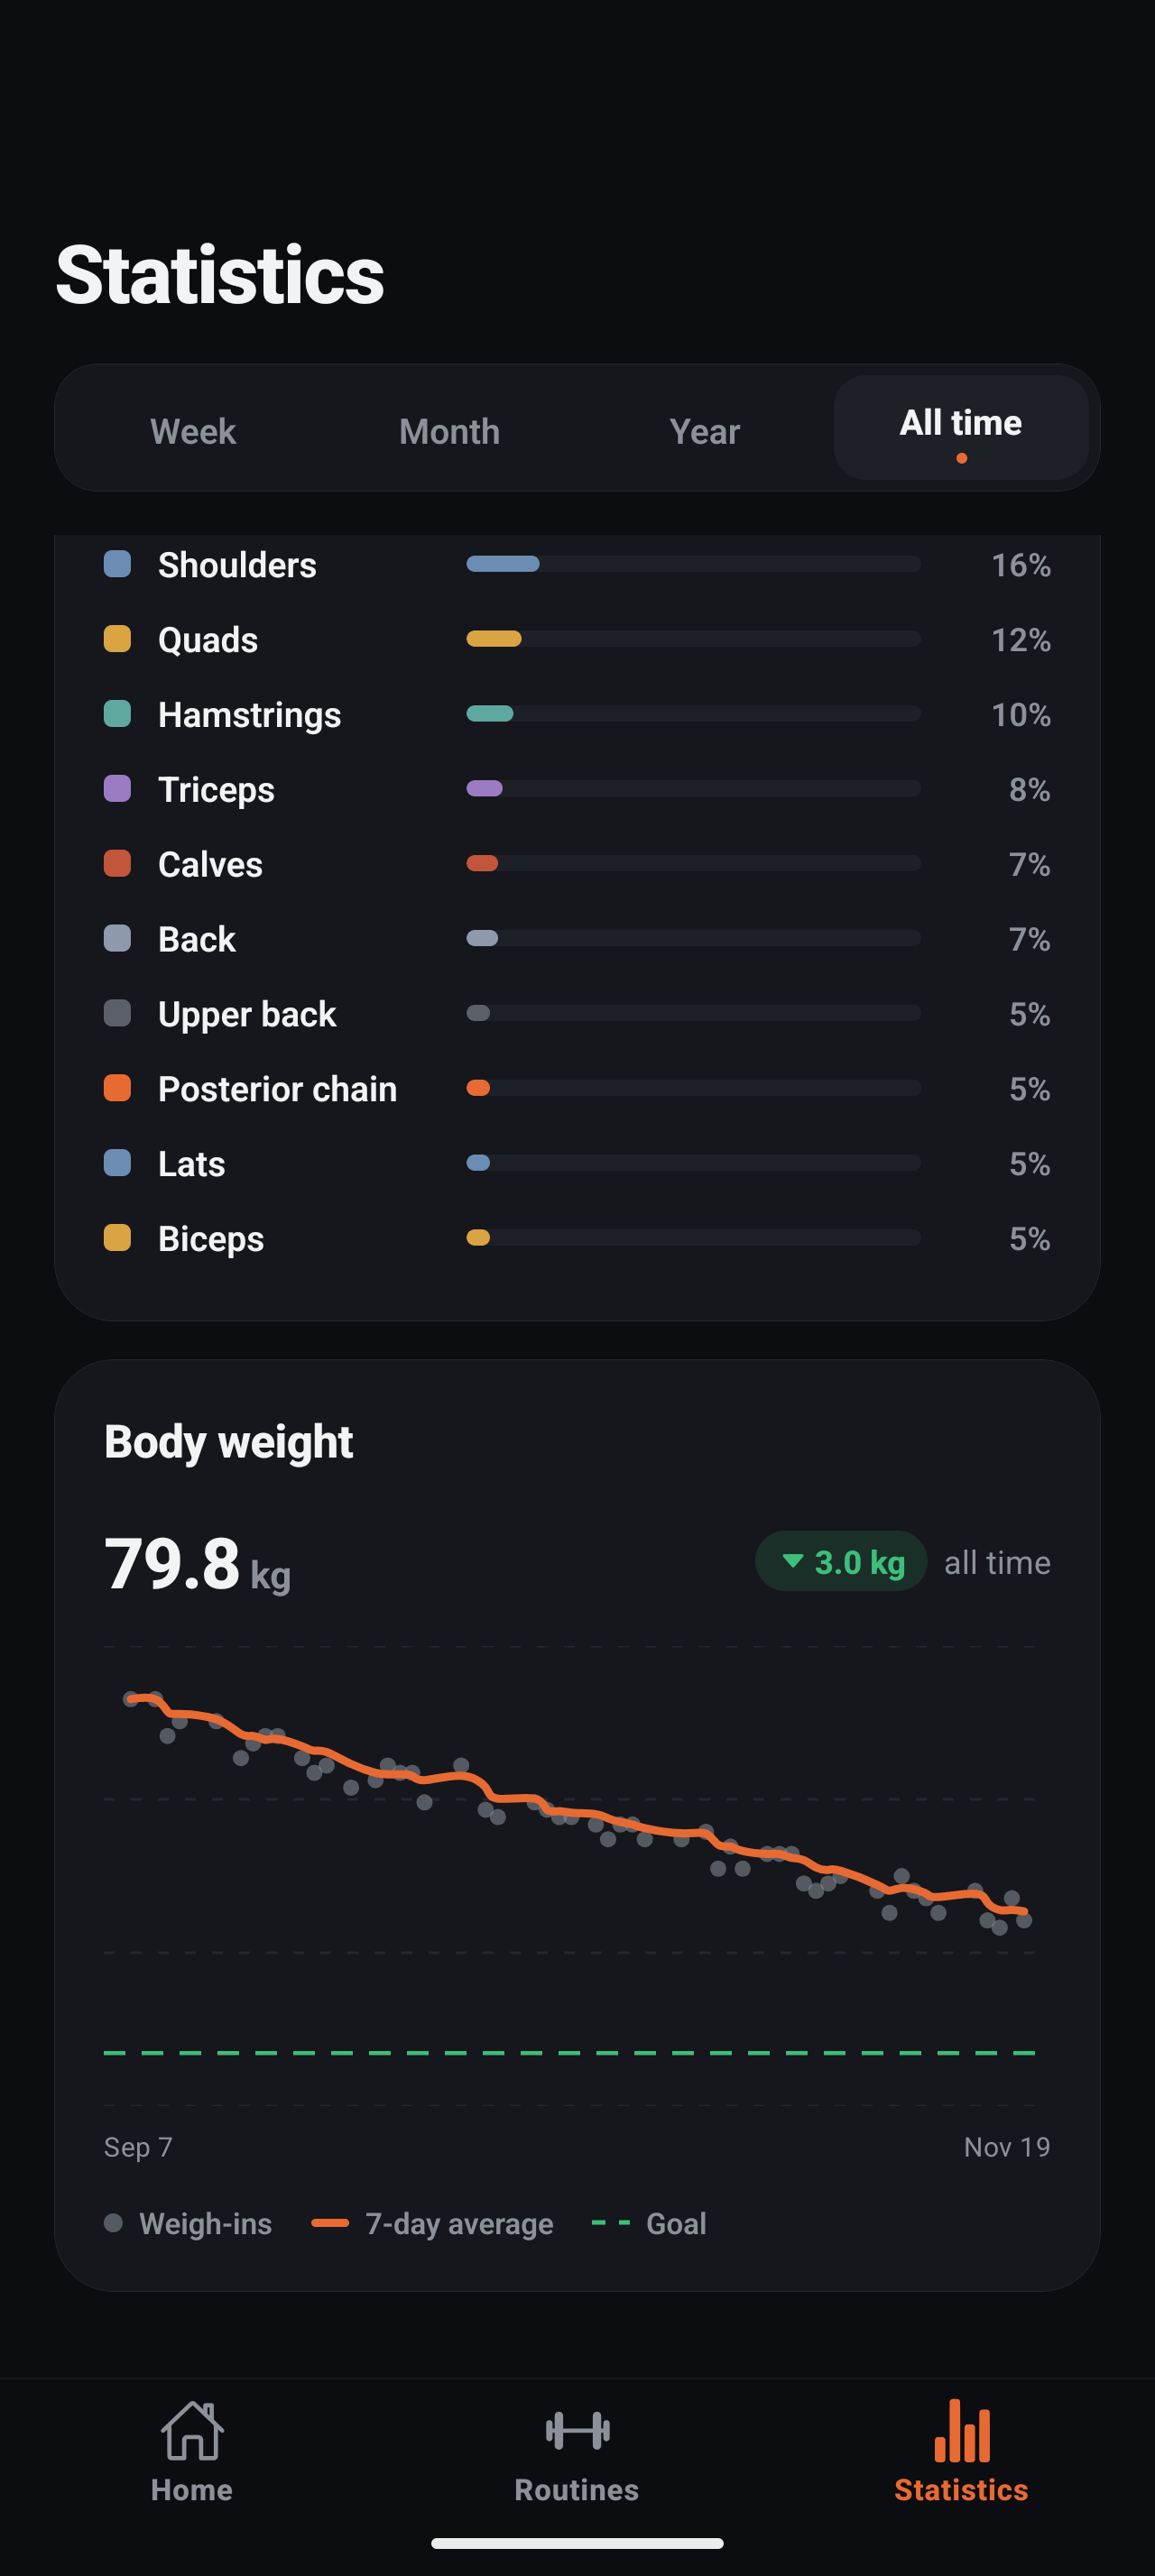 Statistics
Week Month Year All time
Shoulders 16%
Quads 12%
Hamstrings 10%
Triceps 8%
Calves 7%
Back 7%
Upper back 5%
Posterior chain 5%
Lats 5%
Biceps 5%
Body weight
79.8 kg 3.0 kg all time
Sep 7 Nov 19
Weigh-ins 7-day average Goal
Home Routines Statistics